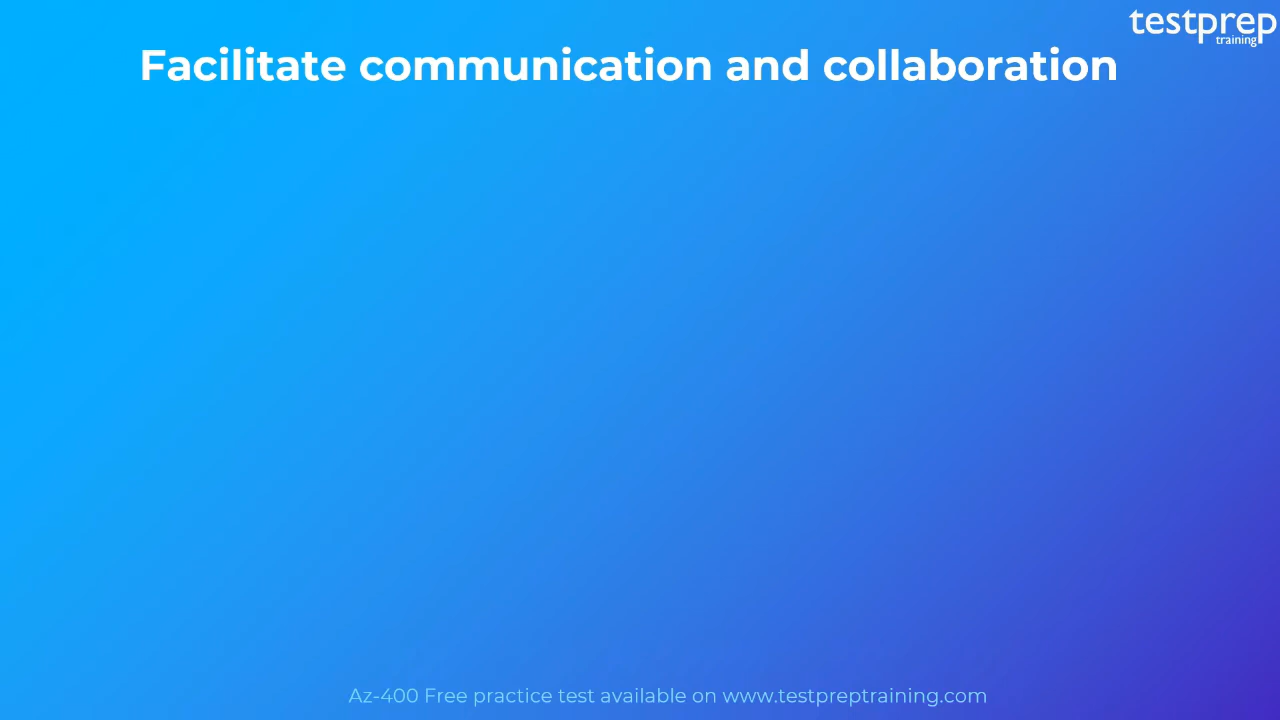 testprep
training
Facilitate communication and collaboration
Az-400 Free practice test available on www.testpreptraining.com